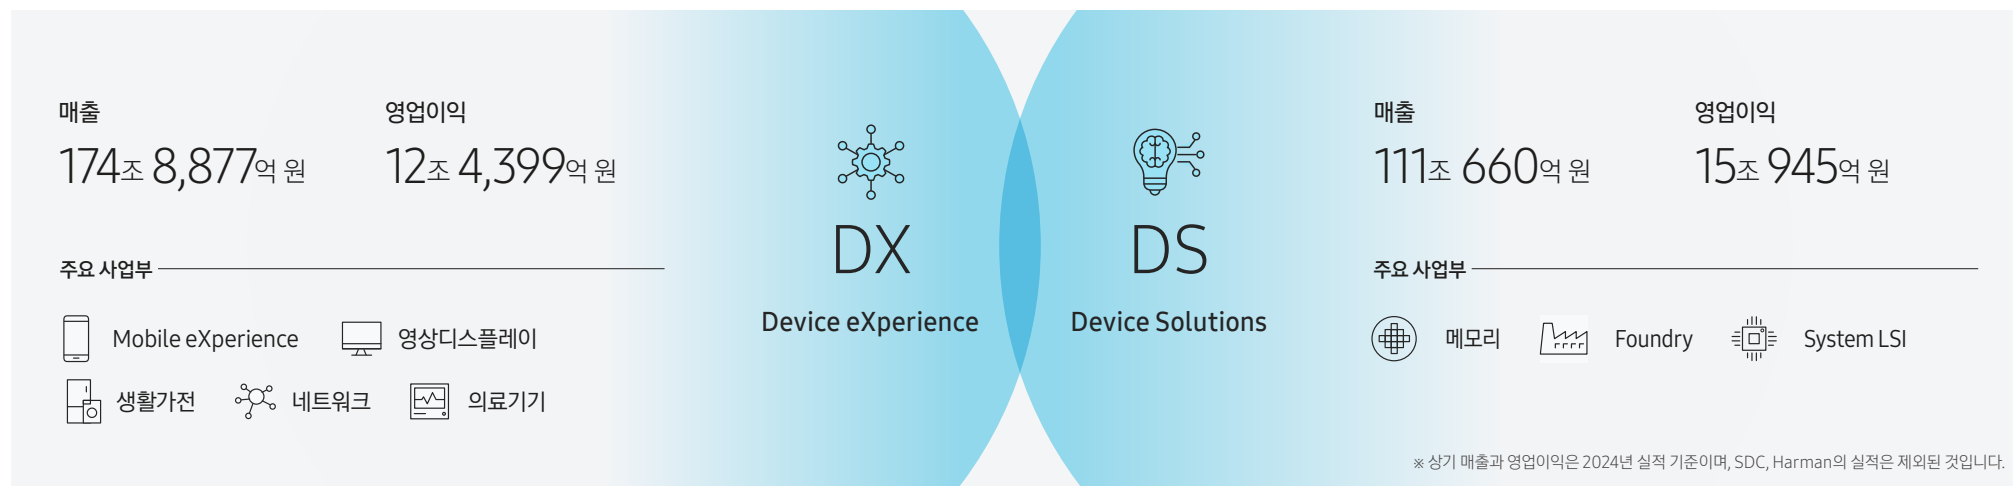 매출
174조 8,877억 원
영업이익
12조 4,399억 원
주요 사업부
Mobile eXperience
영상디스플레이
생활가전
네트워크
의료기기
DX
Device eXperience
DS
Device Solutions
매출
111조 660억 원
영업이익
15조 945억 원
주요 사업부
메모리
Foundry
System LSI
※ 상기 매출과 영업이익은 2024년 실적 기준이며, SDC, Harman의 실적은 제외된 것입니다.